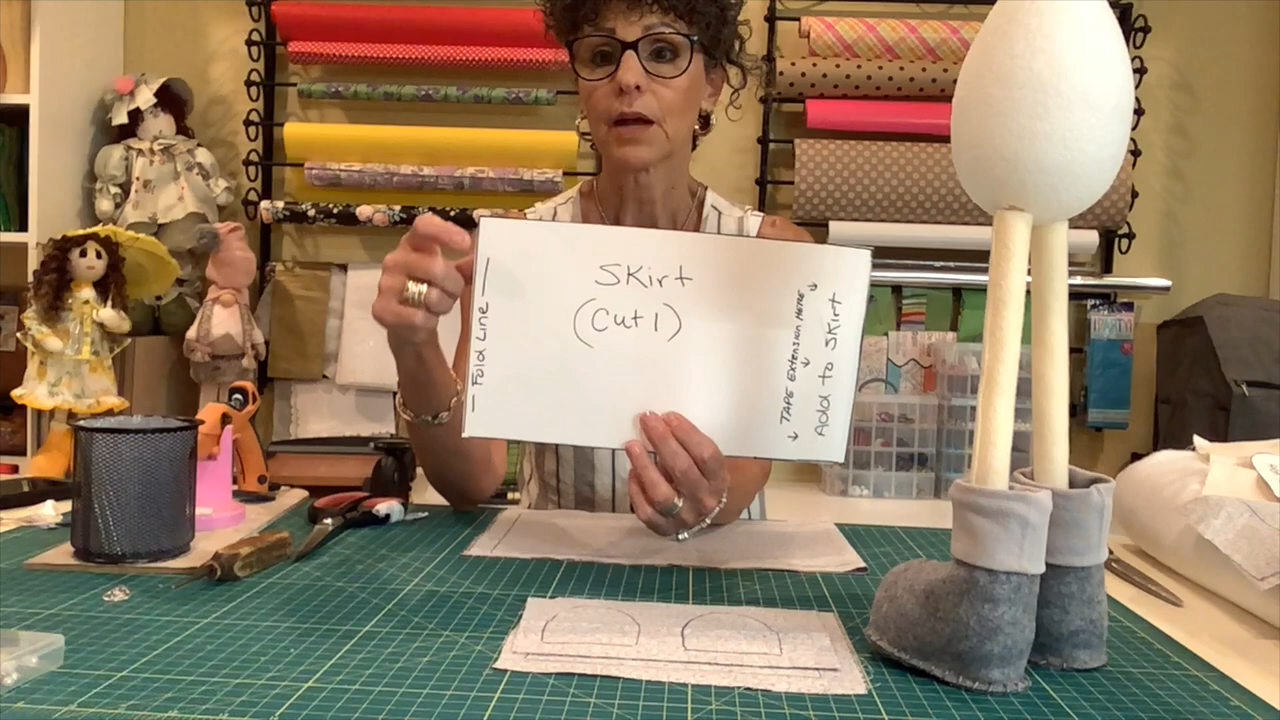 SKirt
(Cut 1)
— Fold Line —
↓ TAPE EXTENSION HERE ↓
Add to SKirt